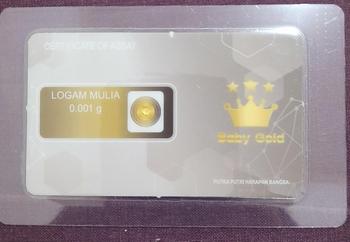 CERTIFICATE OF ASSAY
LOGAM MULIA
0.001 g
Baby Gold
PUTRA PUTRI HARAPAN BANGSA